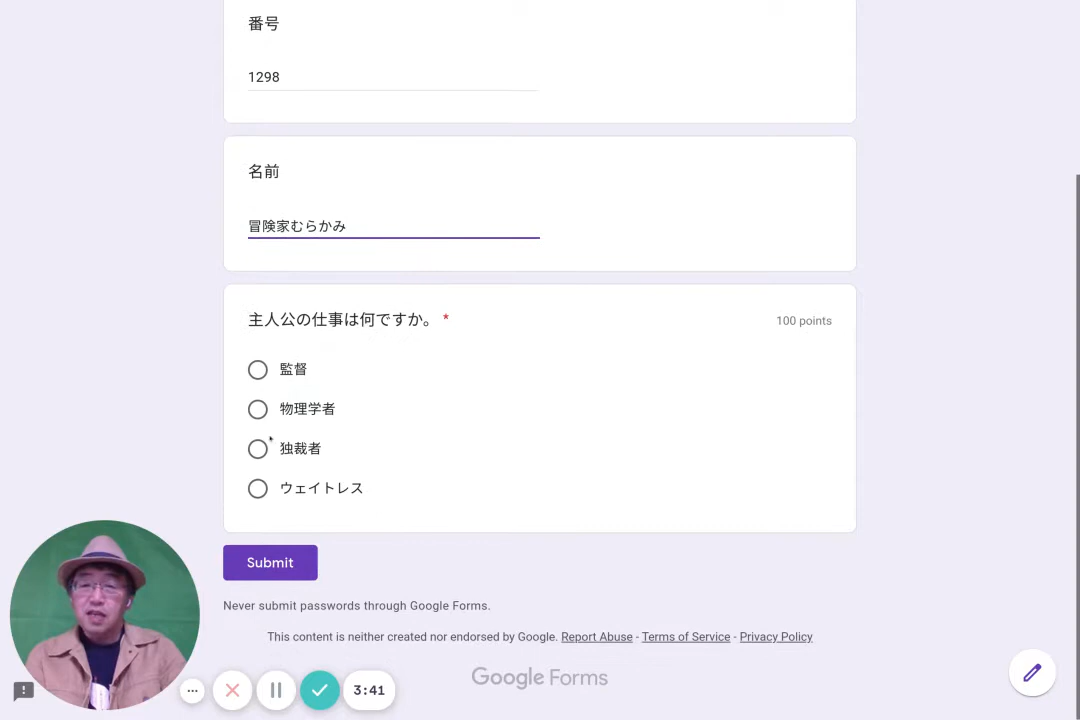 番号
1298
名前
冒険家むらかみ
主人公の仕事は何ですか。 *
100 points
監督
物理学者
独裁者
ウェイトレス
Submit
Never submit passwords through Google Forms.
This content is neither created nor endorsed by Google. Report Abuse - Terms of Service - Privacy Policy
Google Forms
3:41